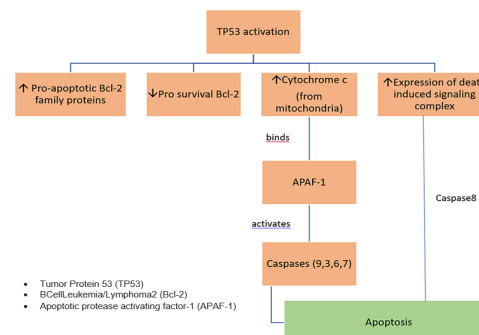 TP53 activation
↑ Pro-apoptotic Bcl-2
family proteins
↓Pro survival Bcl-2
↑Cytochrome c
(from
mitochondria)
↑Expression of death
induced signaling
complex
binds
APAF-1
Caspase8
activates
Caspases (9,3,6,7)
Apoptosis
• Tumor Protein 53 (TP53)
• BCellLeukemia/Lymphoma2 (Bcl-2)
• Apoptotic protease activating factor-1 (APAF-1)